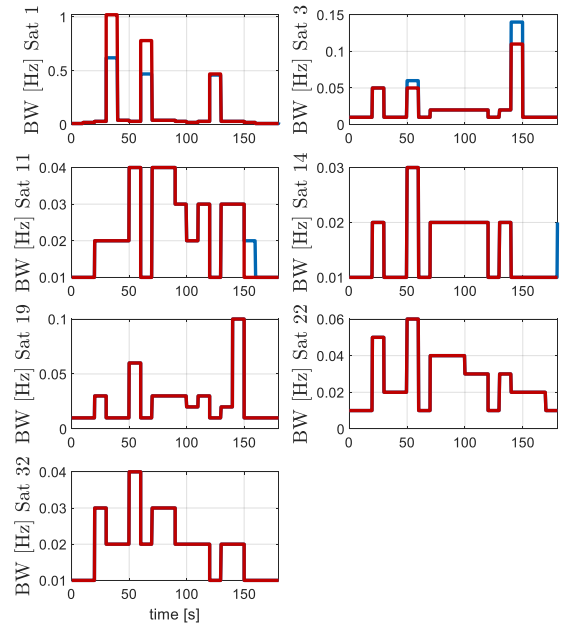 BW [Hz] Sat 1
1
0.5
0
0 50 100 150
BW [Hz] Sat 3
0.15
0.10
0.05
0
0 50 100 150
BW [Hz] Sat 11
0.04
0.03
0.02
0.01
0 50 100 150
BW [Hz] Sat 14
0.03
0.02
0.01
0 50 100 150
BW [Hz] Sat 19
0.1
0.05
0
0 50 100 150
BW [Hz] Sat 22
0.06
0.04
0.02
0
0 50 100 150
BW [Hz] Sat 32
0.04
0.03
0.02
0.01
0 50 100 150
time [s]